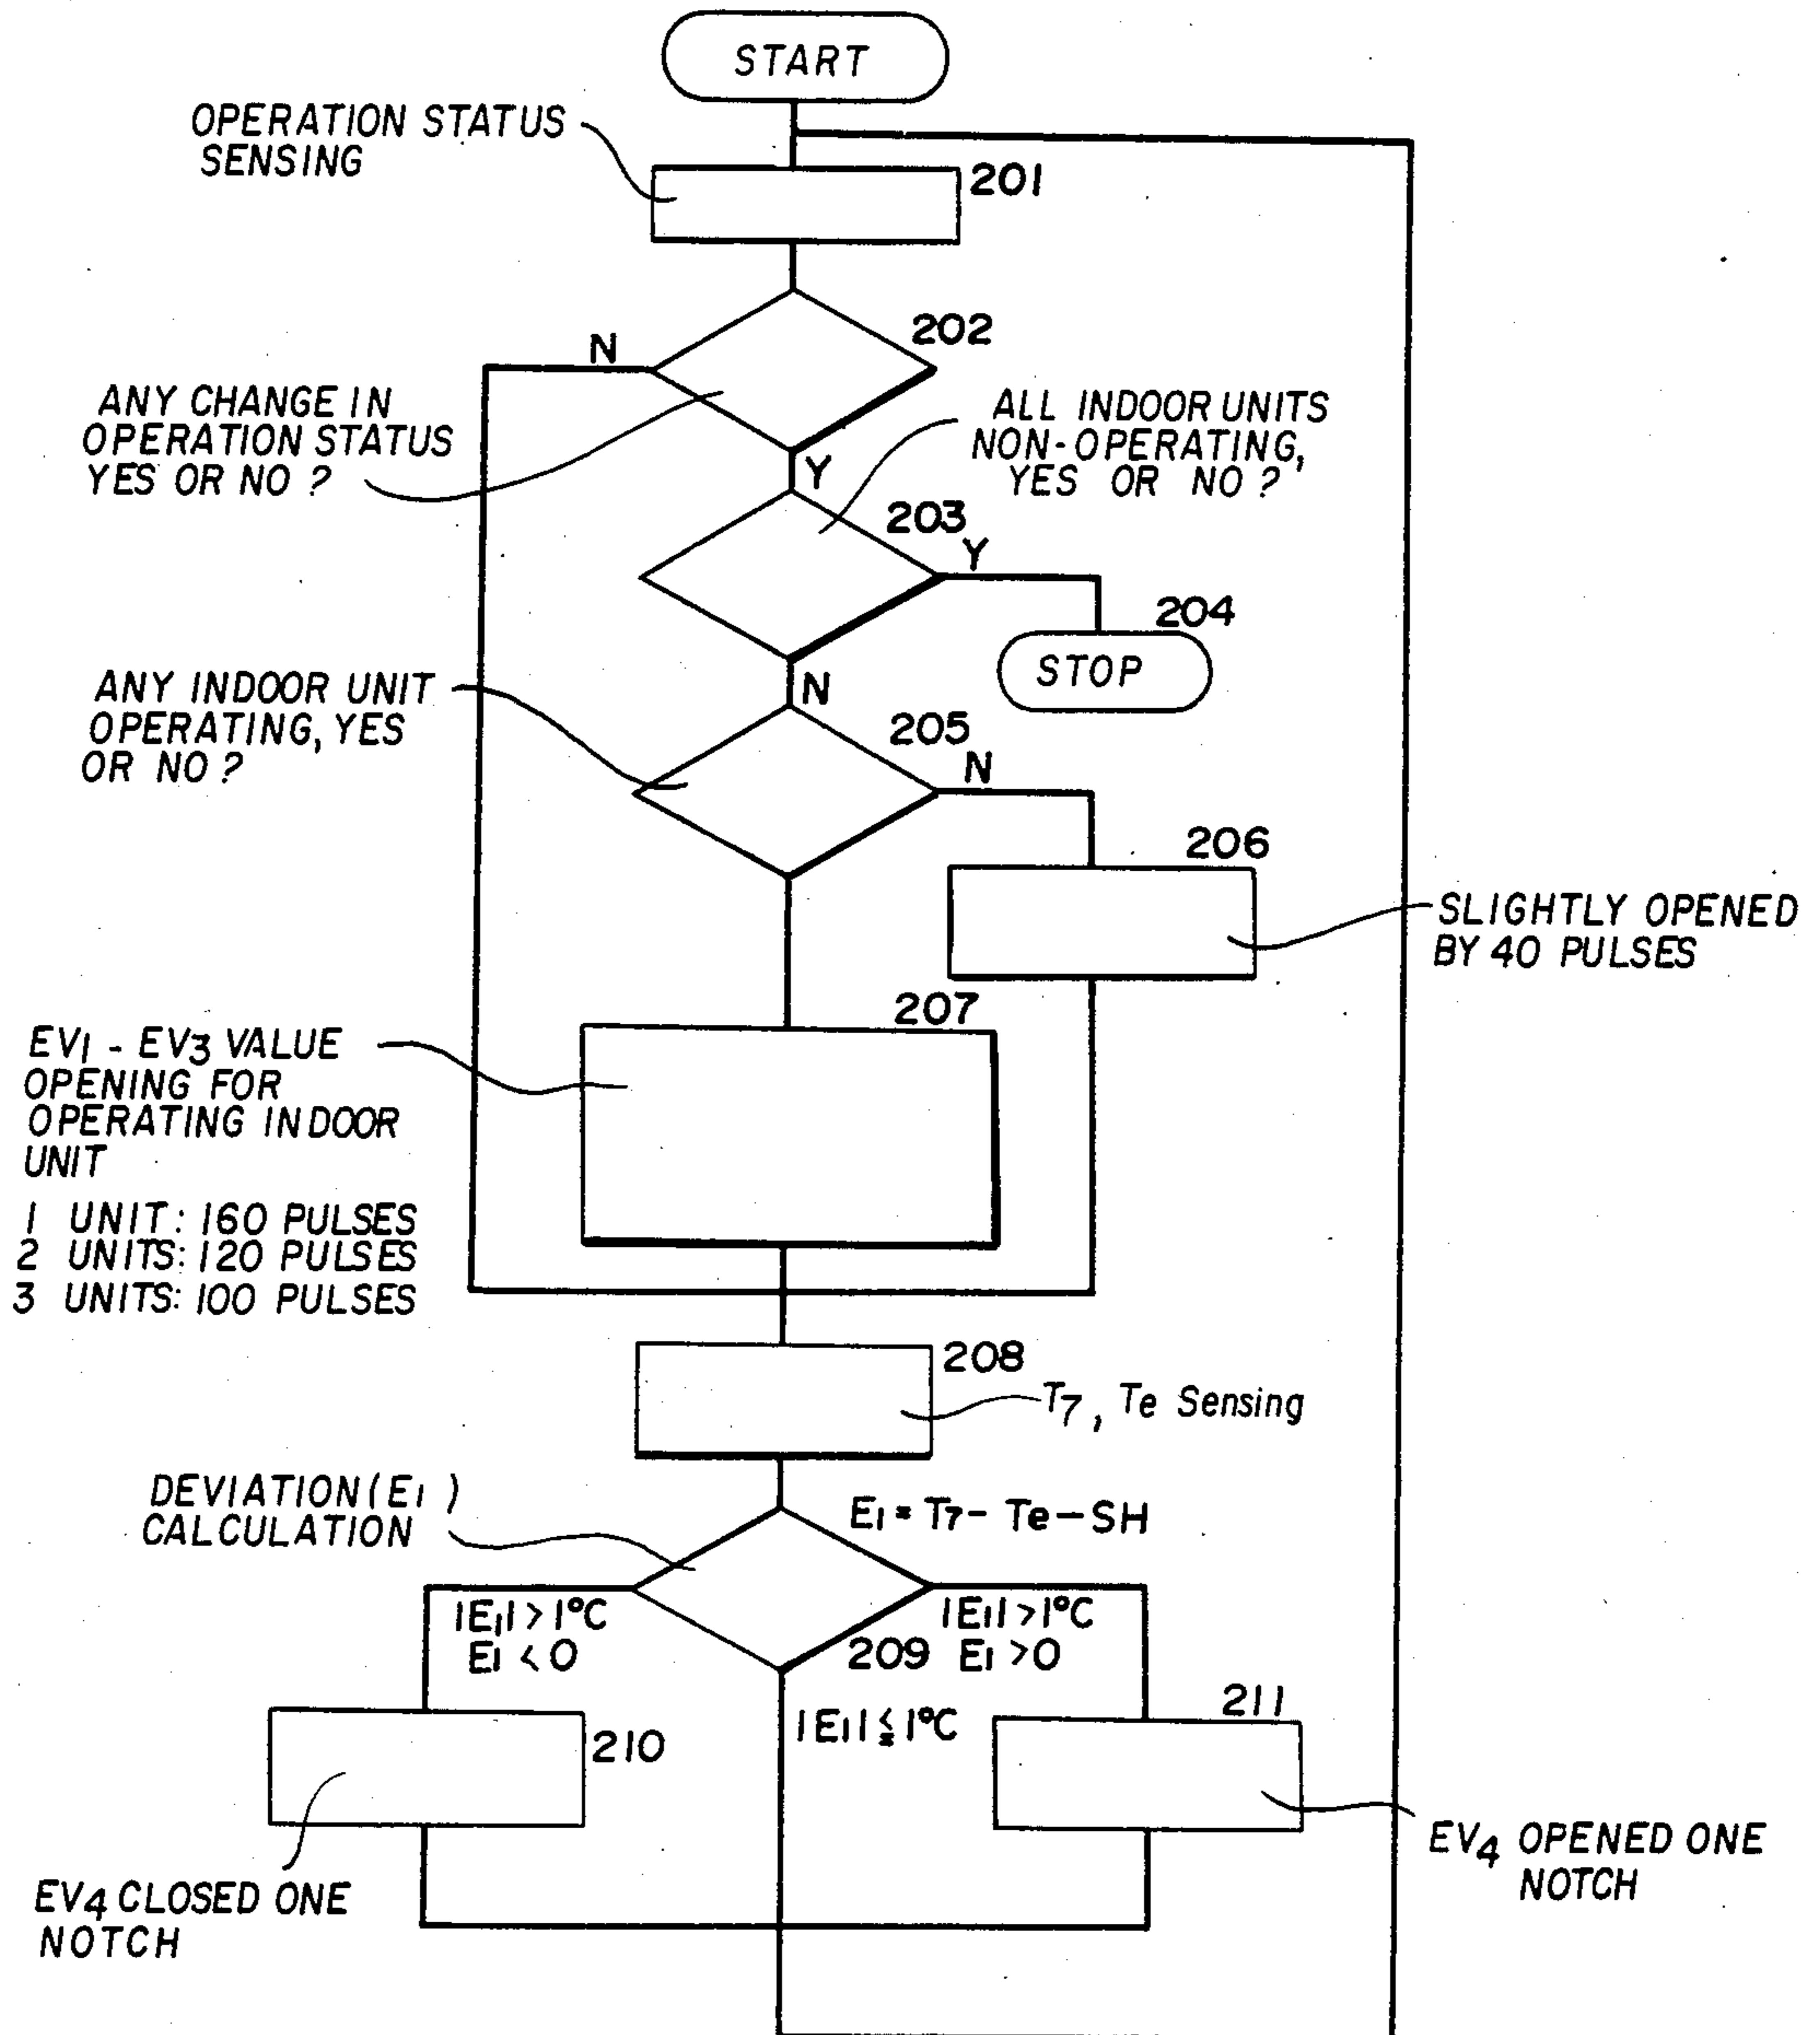 START
OPERATION STATUS
SENSING
201
202
N
ANY CHANGE IN
OPERATION STATUS
YES OR NO ?
ALL INDOOR UNITS
NON-OPERATING,
YES OR NO ?
Y
203
Y
204
STOP
N
ANY INDOOR UNIT
OPERATING, YES
OR NO ?
205
N
206
SLIGHTLY OPENED
BY 40 PULSES
207
EV1 - EV3 VALUE
OPENING FOR
OPERATING INDOOR
UNIT
1 UNIT: 160 PULSES
2 UNITS: 120 PULSES
3 UNITS: 100 PULSES
208
T7, Te Sensing
DEVIATION (E1)
CALCULATION
E1 = T7 - Te - SH
|E1| > 1°C
E1 < 0
|E1| > 1°C
209 E1 > 0
|E1| ≦ 1°C
210
211
EV4 CLOSED ONE
NOTCH
EV4 OPENED ONE
NOTCH